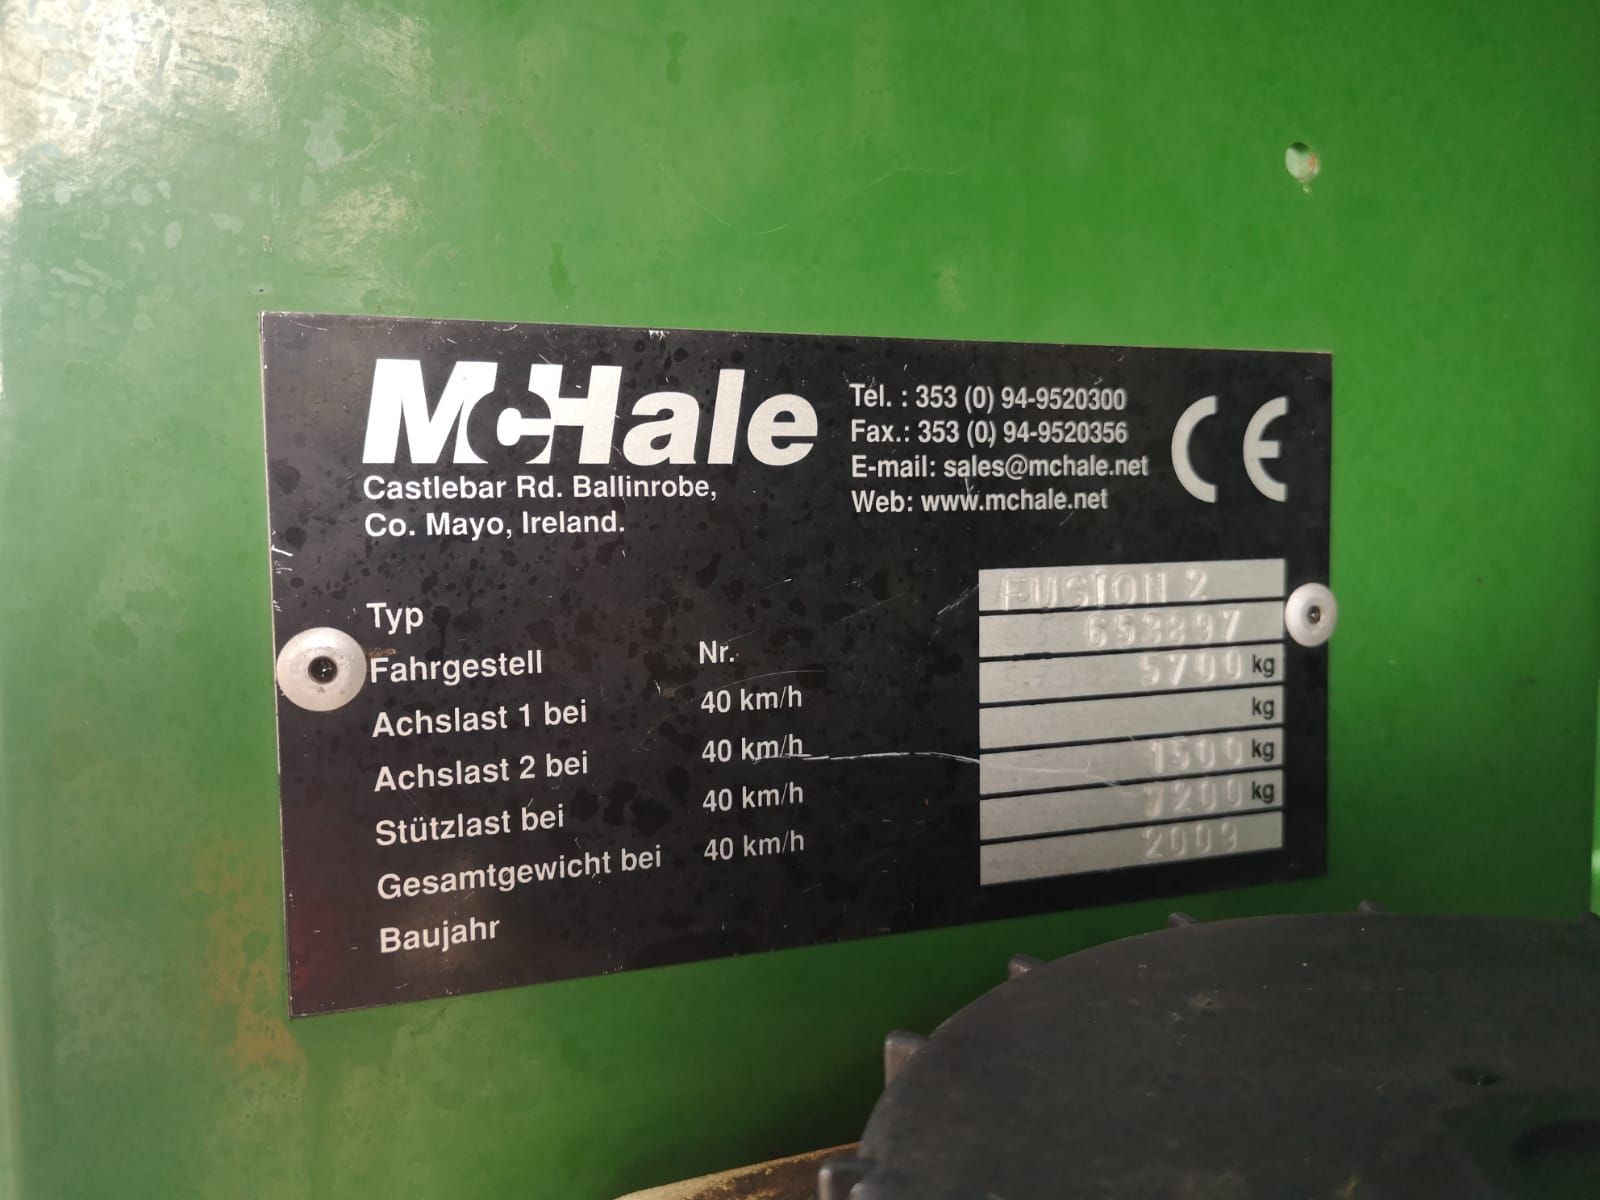 McHale
Castlebar Rd. Ballinrobe,
Co. Mayo, Ireland.
Tel. : 353 (0) 94-9520300
Fax.: 353 (0) 94-9520356
E-mail: sales@mchale.net
Web: www.mchale.net
CE
Typ FUSION 2
Fahrgestell Nr. 653897
Achslast 1 bei 40 km/h 5700 kg
Achslast 2 bei 40 km/h kg
Stützlast bei 40 km/h 1500 kg
Gesamtgewicht bei 40 km/h 7200 kg
Baujahr 2009